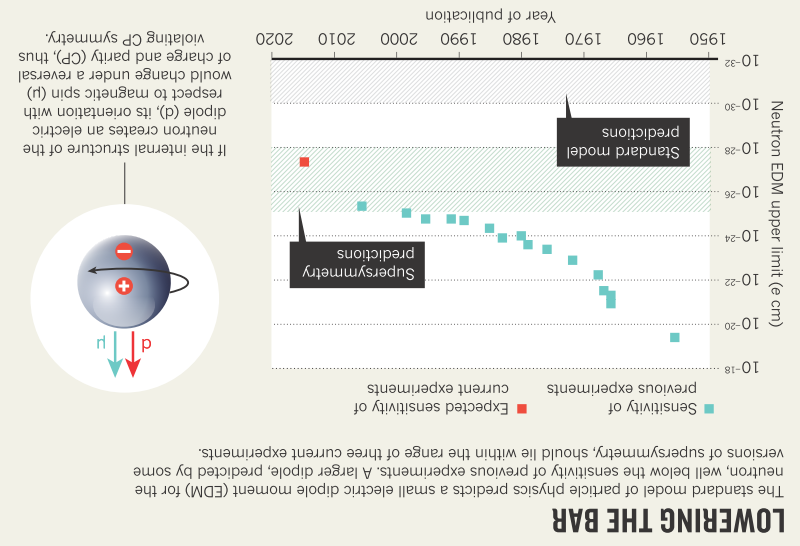 LOWERING THE BAR
The standard model of particle physics predicts a small electric dipole moment (EDM) for the
neutron, well below the sensitivity of previous experiments. A larger dipole, predicted by some
versions of supersymmetry, should lie within the range of three current experiments.
Sensitivity of
previous experiments
Expected sensitivity of
current experiments
Neutron EDM upper limit (e cm)
10⁻¹⁸
10⁻²⁰
10⁻²²
10⁻²⁴
10⁻²⁶
10⁻²⁸
10⁻³⁰
10⁻³²
Supersymmetry
predictions
Standard model
predictions
1950 1960 1970 1980 1990 2000 2010 2020
Year of publication
d
μ
+
−
If the internal structure of the
neutron creates an electric
dipole (d), its orientation with
respect to magnetic spin (μ)
would change under a reversal
of charge and parity (CP), thus
violating CP symmetry.